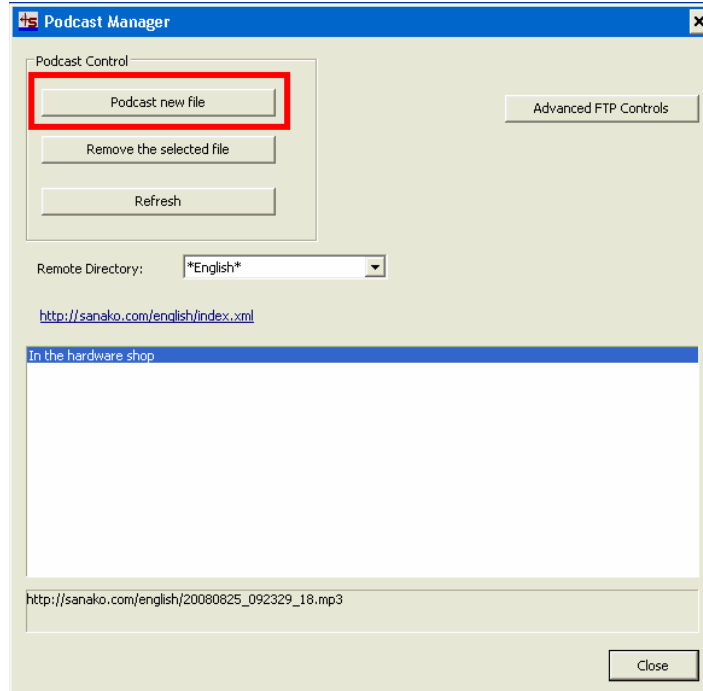 Podcast Manager
Podcast Control
Podcast new file
Advanced FTP Controls
Remove the selected file
Refresh
Remote Directory:
*English*
http://sanako.com/english/index.xml
In the hardware shop
http://sanako.com/english/20080825_092329_18.mp3
Close